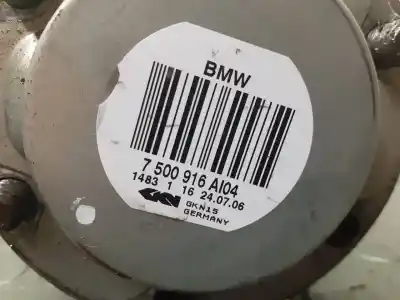 BMW
7 500 916 AI04
1483 1 16 24.07.06
GKN
GKN15
GERMANY